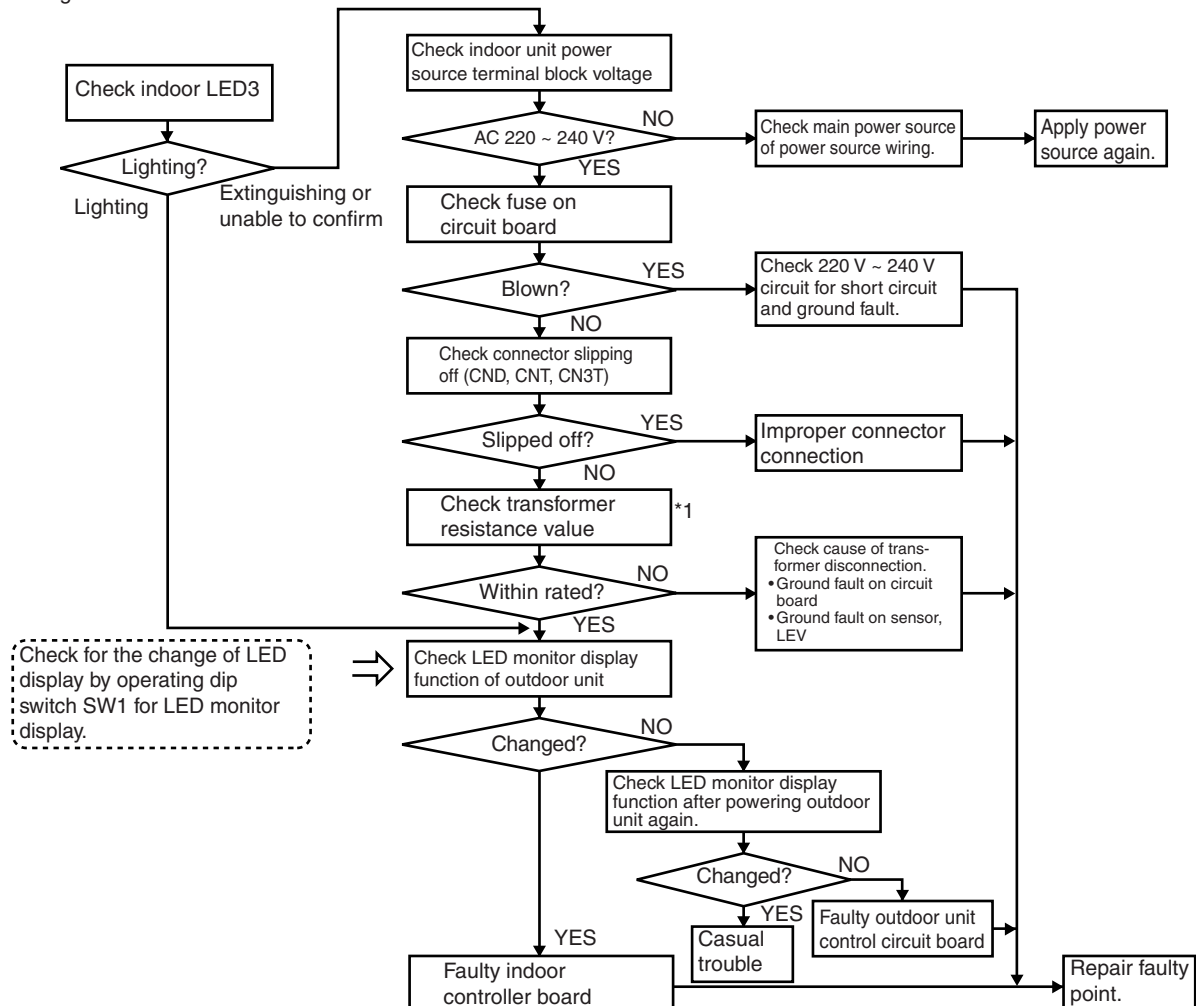 Check indoor unit power
source terminal block voltage
Check indoor LED3
AC 220 ~ 240 V?
NO
Check main power source
of power source wiring.
Apply power
source again.
Lighting?
YES
Lighting
Extinguishing or
unable to confirm
Check fuse on
circuit board
Blown?
YES
Check 220 V ~ 240 V
circuit for short circuit
and ground fault.
NO
Check connector slipping
off (CND, CNT, CN3T)
Slipped off?
YES
Improper connector
connection
NO
Check transformer
resistance value
*1
Within rated?
NO
Check cause of trans-
former disconnection.
•Ground fault on circuit
board
•Ground fault on sensor,
LEV
YES
Check for the change of LED
display by operating dip
switch SW1 for LED monitor
display.
Check LED monitor display
function of outdoor unit
Changed?
NO
Check LED monitor display
function after powering outdoor
unit again.
Changed?
NO
YES
Casual
trouble
Faulty outdoor unit
control circuit board
YES
Faulty indoor
controller board
Repair faulty
point.